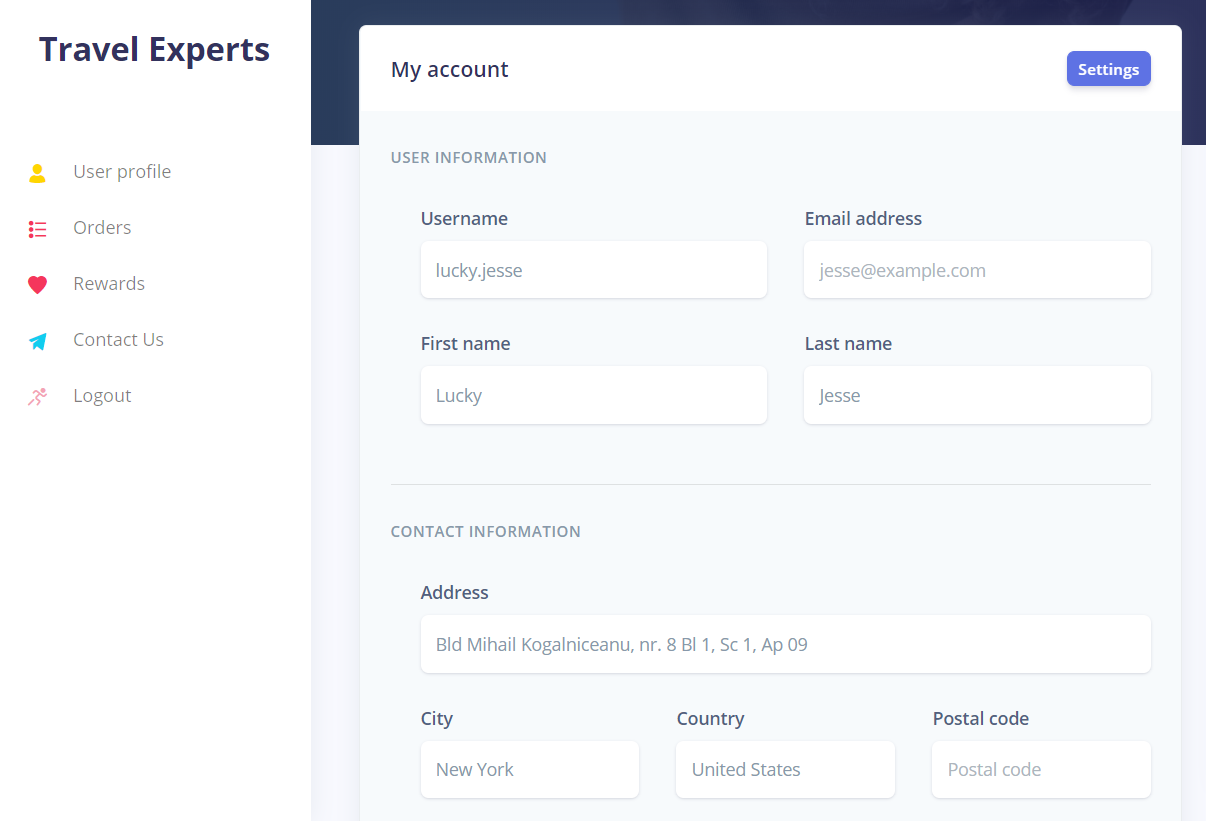 Travel Experts
User profile
Orders
Rewards
Contact Us
Logout
My account
Settings
USER INFORMATION
Username
Email address
lucky.jesse
jesse@example.com
First name
Last name
Lucky
Jesse
CONTACT INFORMATION
Address
Bld Mihail Kogalniceanu, nr. 8 Bl 1, Sc 1, Ap 09
City
Country
Postal code
New York
United States
Postal code